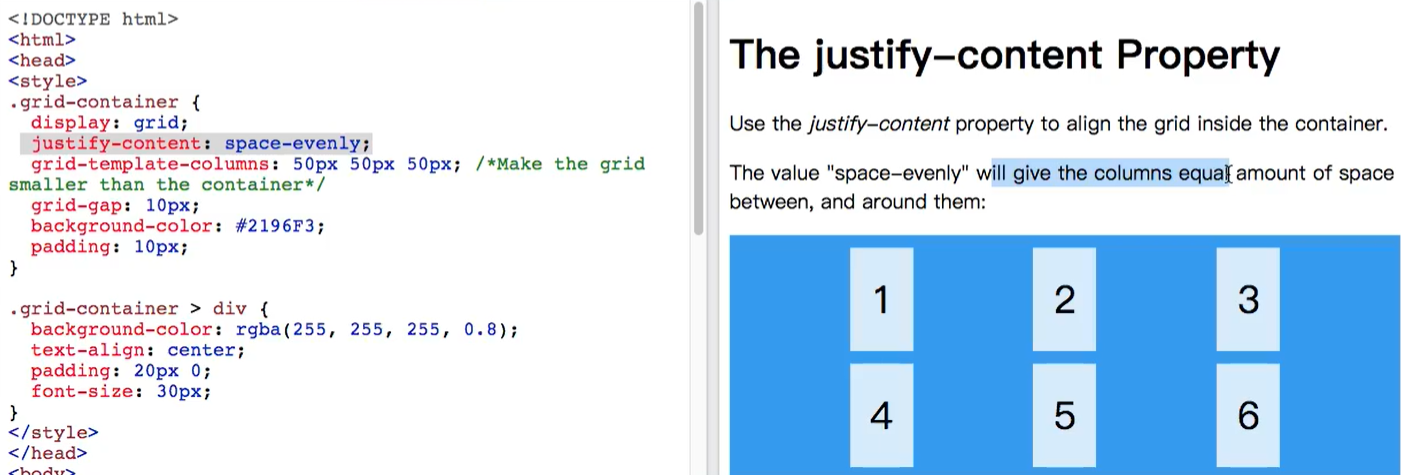 <!DOCTYPE html>
<html>
<head>
<style>
.grid-container {
  display: grid;
  justify-content: space-evenly;
  grid-template-columns: 50px 50px 50px; /*Make the grid
smaller than the container*/
  grid-gap: 10px;
  background-color: #2196F3;
  padding: 10px;
}
.grid-container > div {
  background-color: rgba(255, 255, 255, 0.8);
  text-align: center;
  padding: 20px 0;
  font-size: 30px;
}
</style>
</head>
<body>
The justify-content Property
Use the justify-content property to align the grid inside the container.
The value "space-evenly" will give the columns equal amount of space
between, and around them:
1 2 3
4 5 6